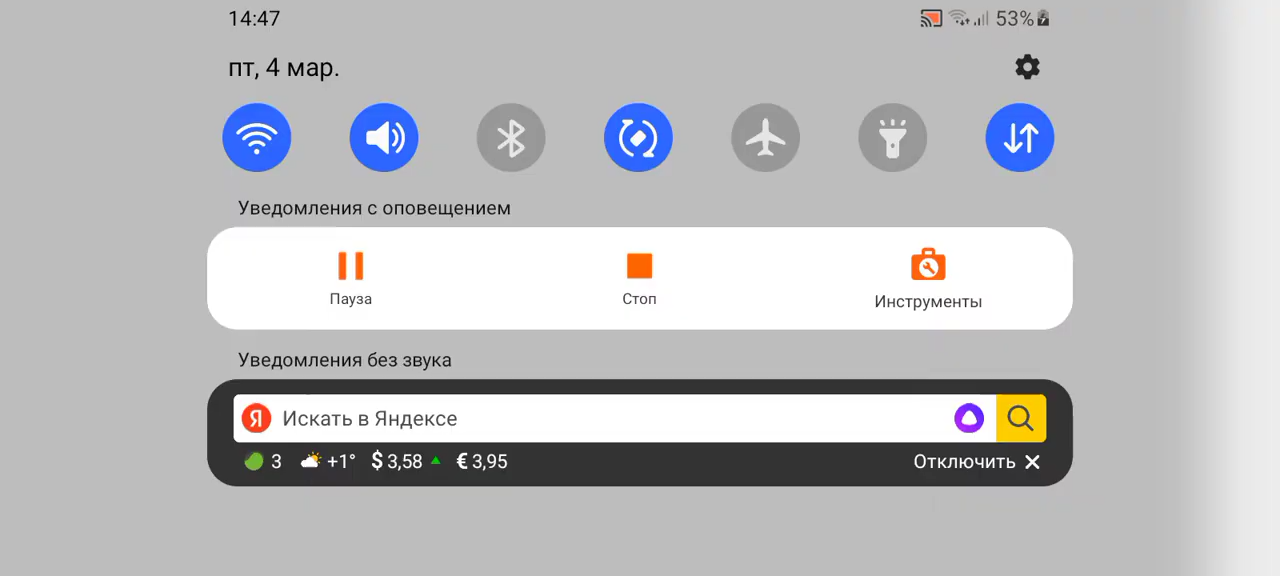 14:47 53%
пт, 4 мар.
Уведомления с оповещением
Пауза Стоп Инструменты
Уведомления без звука
Я Искать в Яндексе
3 +1° $ 3,58 € 3,95 Отключить